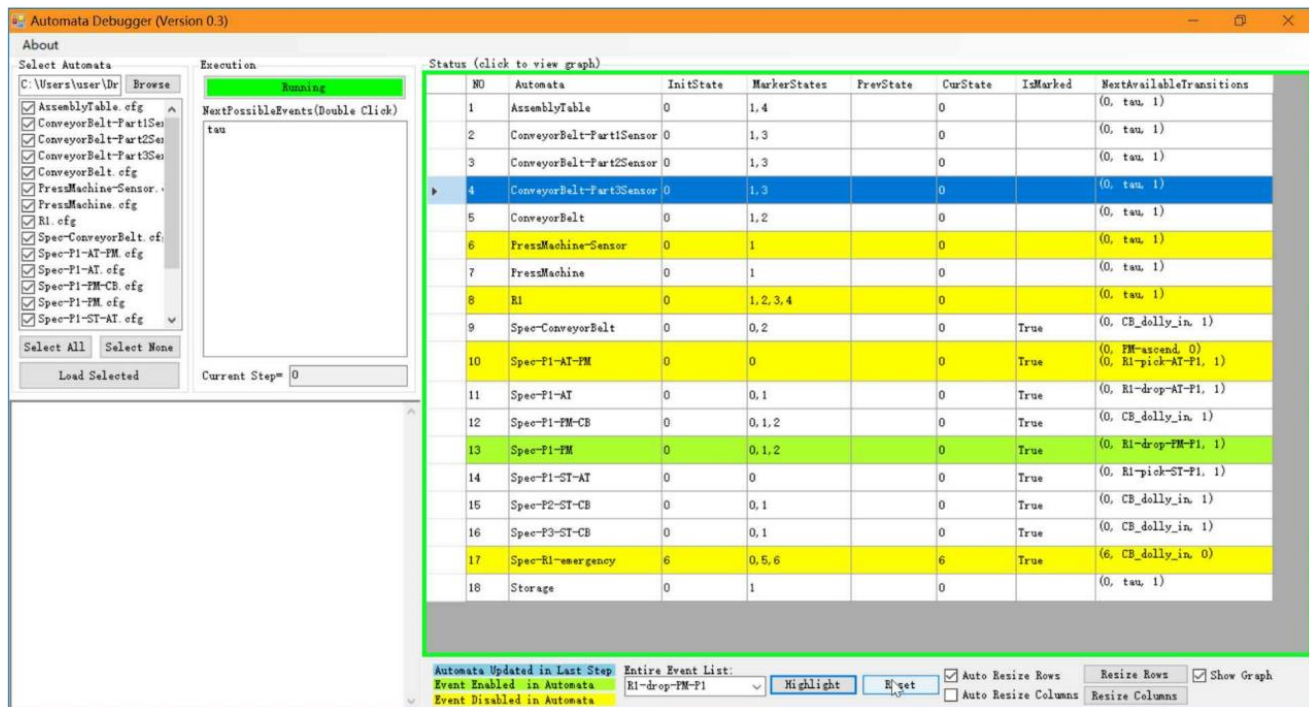 Automata Debugger (Version 0.3)
About
Select Automata
C:\Users\user\Dr Browse
AssemblyTable.cfg
ConveyorBelt-Part1Sen
ConveyorBelt-Part2Sen
ConveyorBelt-Part3Sen
ConveyorBelt.cfg
PressMachine-Sensor.
PressMachine.cfg
R1.cfg
Spec-ConveyorBelt.cf
Spec-P1-AT-PM.cfg
Spec-P1-AT.cfg
Spec-P1-PM-CB.cfg
Spec-P1-PM.cfg
Spec-P1-ST-AT.cfg
Select All Select None
Load Selected
Execution
Running
NextPossibleEvents(Double Click)
tau
Current Step= 0
Status (click to view graph)
NO Automata InitState MarkerStates PrevState CurState IsMarked NextAvailableTransitions
1 AssemblyTable 0 1,4 0 (0, tau, 1)
2 ConveyorBelt-Part1Sensor 0 1,3 0 (0, tau, 1)
3 ConveyorBelt-Part2Sensor 0 1,3 0 (0, tau, 1)
4 ConveyorBelt-Part3Sensor 0 1,3 0 (0, tau, 1)
5 ConveyorBelt 0 1,2 0 (0, tau, 1)
6 PressMachine-Sensor 0 1 0 (0, tau, 1)
7 PressMachine 0 1 0 (0, tau, 1)
8 R1 0 1,2,3,4 0 (0, tau, 1)
9 Spec-ConveyorBelt 0 0,2 0 True (0, CB_dolly_in, 1)
10 Spec-P1-AT-PM 0 0 0 True (0, PM-ascend, 0)
(0, R1-pick-AT-P1, 1)
11 Spec-P1-AT 0 0,1 0 True (0, R1-drop-AT-P1, 1)
12 Spec-P1-PM-CB 0 0,1,2 0 True (0, CB_dolly_in, 1)
13 Spec-P1-PM 0 0,1,2 0 True (0, R1-drop-PM-P1, 1)
14 Spec-P1-ST-AT 0 0 0 True (0, R1-pick-ST-P1, 1)
15 Spec-P2-ST-CB 0 0,1 0 True (0, CB_dolly_in, 1)
16 Spec-P3-ST-CB 0 0,1 0 True (0, CB_dolly_in, 1)
17 Spec-R1-emergency 6 0,5,6 6 True (6, CB_dolly_in, 0)
18 Storage 0 1 0 (0, tau, 1)
Automata Updated in Last Step
Event Enabled in Automata
Event Disabled in Automata
Entire Event List:
R1-drop-PM-P1 Highlight Reset
Auto Resize Rows Resize Rows Show Graph
Auto Resize Columns Resize Columns